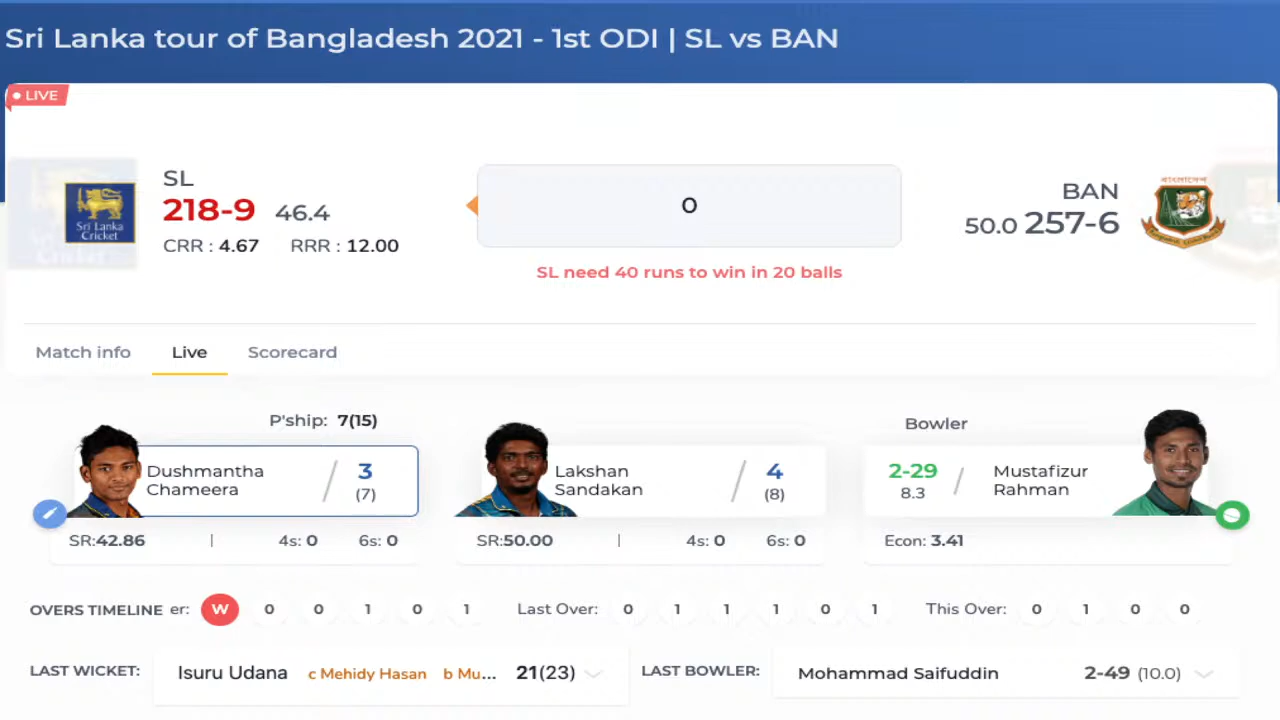 Sri Lanka tour of Bangladesh 2021 - 1st ODI | SL vs BAN
LIVE
Sri Lanka
Cricket
SL
218-9 46.4
CRR : 4.67 RRR : 12.00
0
SL need 40 runs to win in 20 balls
BAN
50.0 257-6
বাংলাদেশ
Match info Live Scorecard
P'ship: 7(15)
Dushmantha
Chameera
3
(7)
SR:42.86 | 4s: 0 6s: 0
Lakshan
Sandakan
4
(8)
SR:50.00 | 4s: 0 6s: 0
Bowler
2-29
8.3
Mustafizur
Rahman
Econ: 3.41
OVERS TIMELINE er: W 0 0 1 0 1 Last Over: 0 1 1 1 0 1 This Over: 0 1 0 0
LAST WICKET: Isuru Udana c Mehidy Hasan b Mu... 21(23) LAST BOWLER: Mohammad Saifuddin 2-49 (10.0)